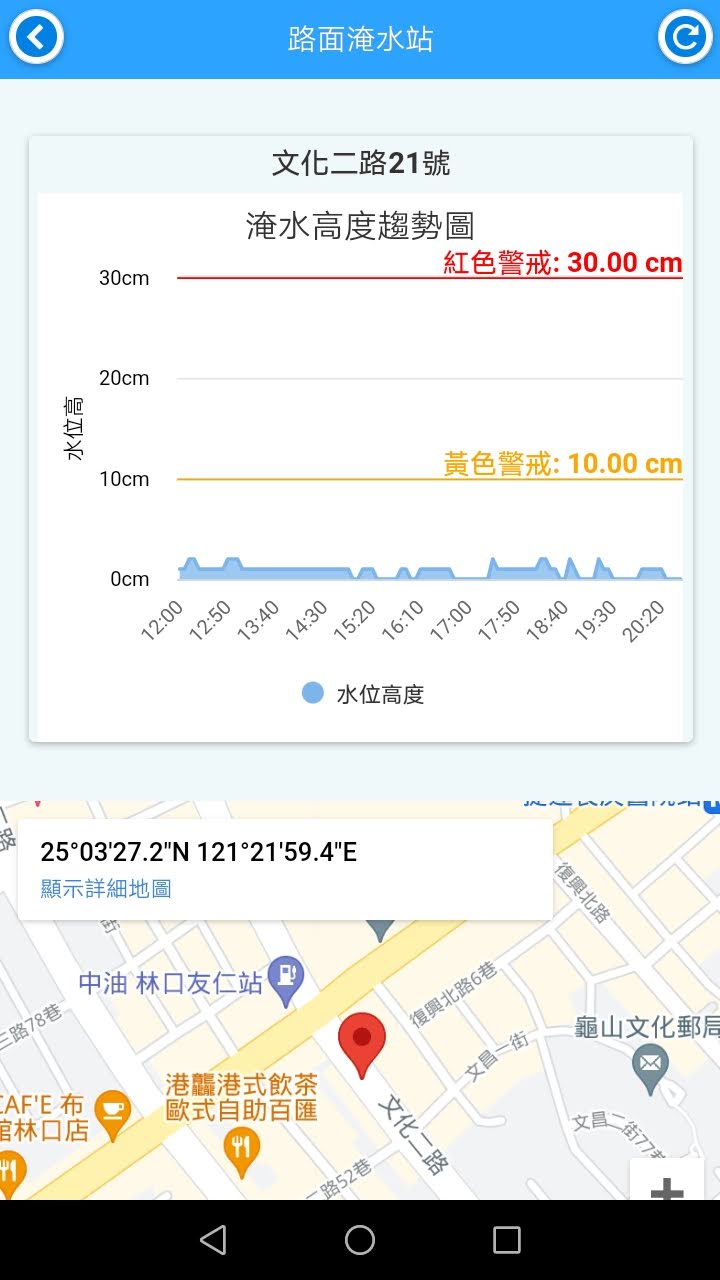 路面淹水站
文化二路21號
淹水高度趨勢圖
紅色警戒: 30.00 cm
30cm
20cm
水位高
黃色警戒: 10.00 cm
10cm
0cm
12:00
12:50
13:40
14:30
15:20
16:10
17:00
17:50
18:40
19:30
20:20
水位高度
25°03'27.2"N 121°21'59.4"E
顯示詳細地圖
復興北路
街
中油 林口友仁站
復興北路6巷
三路78巷
龜山文化郵局
文昌一街
港龘港式飲茶
歐式自助百匯
CAF'E 布
館林口店
文化二路
文昌二街77巷
二路52巷